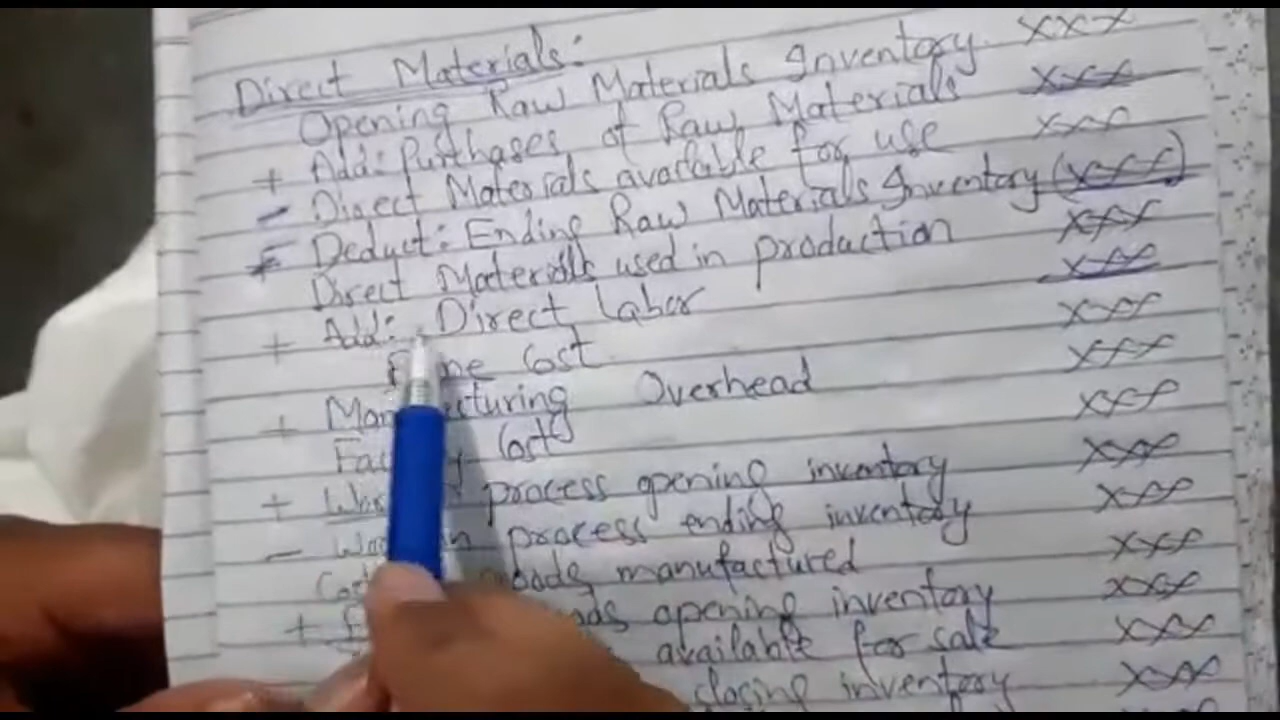 Direct Materials:
Opening Raw Materials Inventory. xxx
+ Add: Purchases of Raw Materials xxx
- Direct Materials available for use xxx
= Deduct: Ending Raw Materials Inventory (xxx)
Direct Materials used in production xxx
+ Add: Direct Labor xxx
Cost xxx
+ Overhead xxx
Cost xxx
+ process opening inventory xxx
- in process ending inventory xxx
manufactured xxx
+ opening inventory xxx
available for sale xxx
closing inventory xxx